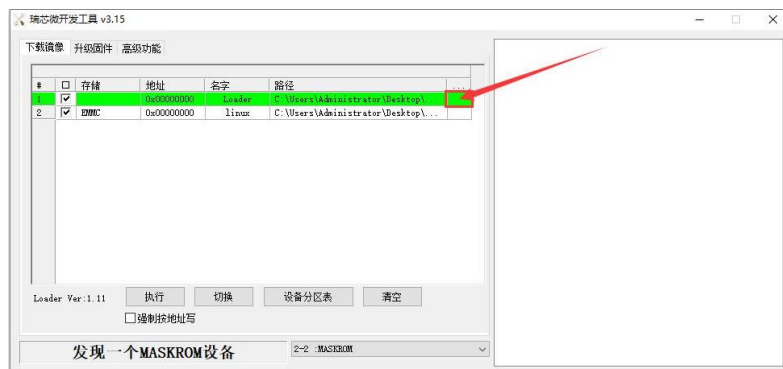 瑞芯微开发工具 v3.15
下载镜像 升级固件 高级功能
# 存储 地址 名字 路径 ...
1 0x00000000 Loader C:\Users\Administrator\Desktop\...
2 EMMC 0x00000000 linux C:\Users\Administrator\Desktop\...
Loader Ver:1.11 执行 切换 设备分区表 清空
强制按地址写
发现一个MASKROM设备 2-2 :MASKROM